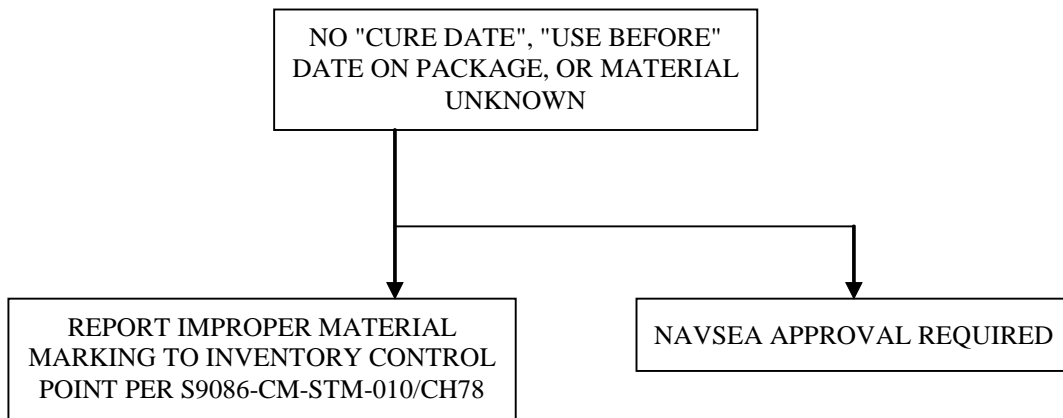 NO "CURE DATE", "USE BEFORE"
DATE ON PACKAGE, OR MATERIAL
UNKNOWN
REPORT IMPROPER MATERIAL
MARKING TO INVENTORY CONTROL
POINT PER S9086-CM-STM-010/CH78
NAVSEA APPROVAL REQUIRED